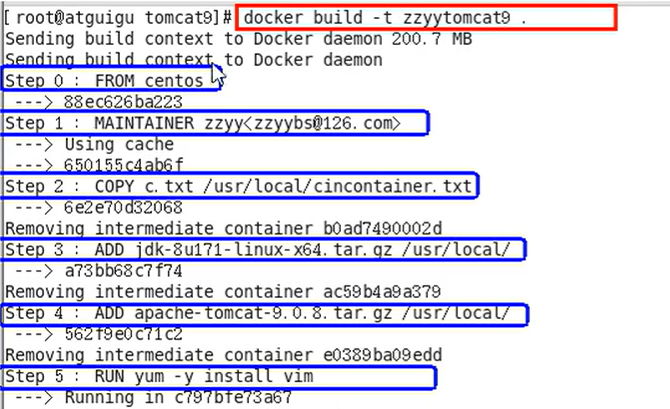 [root@atguigu tomcat9]# docker build -t zzyytomcat9 .
Sending build context to Docker daemon 200.7 MB
Sending build context to Docker daemon
Step 0 : FROM centos
---> 88ec626ba223
Step 1 : MAINTAINER zzyy<zzyybs@126.com>
---> Using cache
---> 650155c4ab6f
Step 2 : COPY c.txt /usr/local/cincontainer.txt
---> 6e2e70d32068
Removing intermediate container b0ad7490002d
Step 3 : ADD jdk-8u171-linux-x64.tar.gz /usr/local/
---> a73bb68c7f74
Removing intermediate container ac59b4a9a379
Step 4 : ADD apache-tomcat-9.0.8.tar.gz /usr/local/
---> 562f9e0c71c2
Removing intermediate container e0389ba09edd
Step 5 : RUN yum -y install vim
---> Running in c797bfe73a67